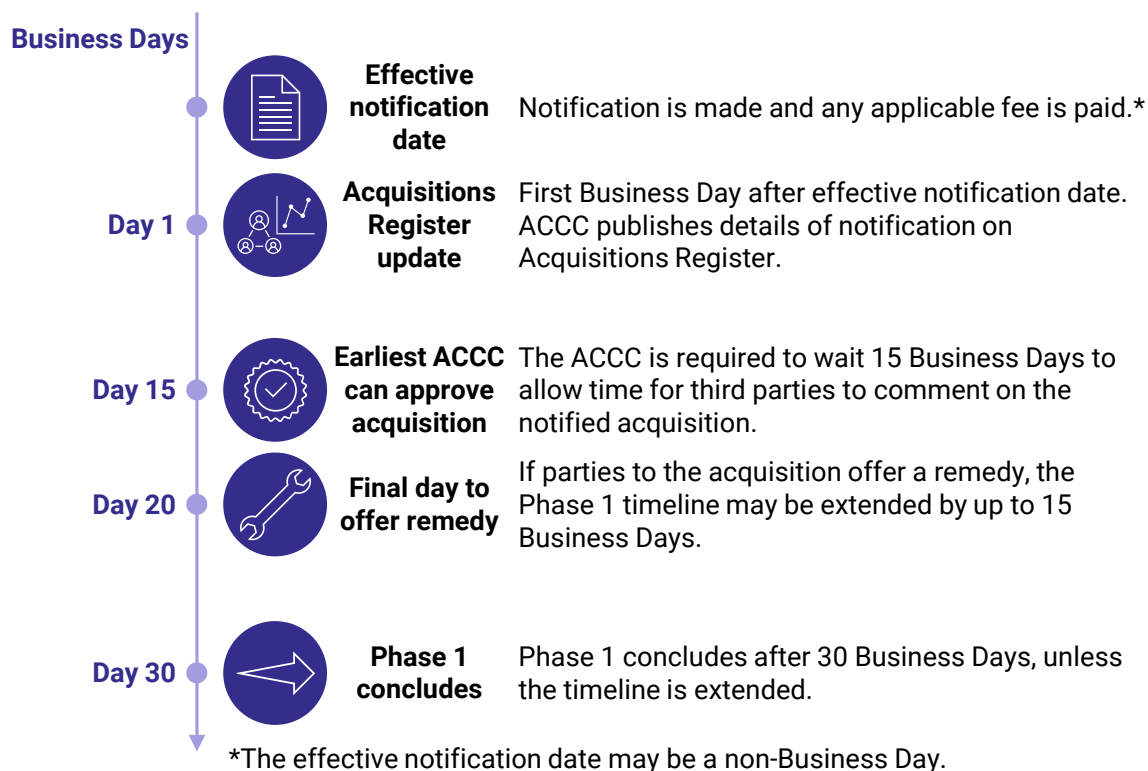 Business Days
Effective
notification
date
Notification is made and any applicable fee is paid.*
Day 1
Acquisitions
Register
update
First Business Day after effective notification date.
ACCC publishes details of notification on
Acquisitions Register.
Day 15
Earliest ACCC
can approve
acquisition
The ACCC is required to wait 15 Business Days to
allow time for third parties to comment on the
notified acquisition.
Day 20
Final day to
offer remedy
If parties to the acquisition offer a remedy, the
Phase 1 timeline may be extended by up to 15
Business Days.
Day 30
Phase 1
concludes
Phase 1 concludes after 30 Business Days, unless
the timeline is extended.
*The effective notification date may be a non-Business Day.